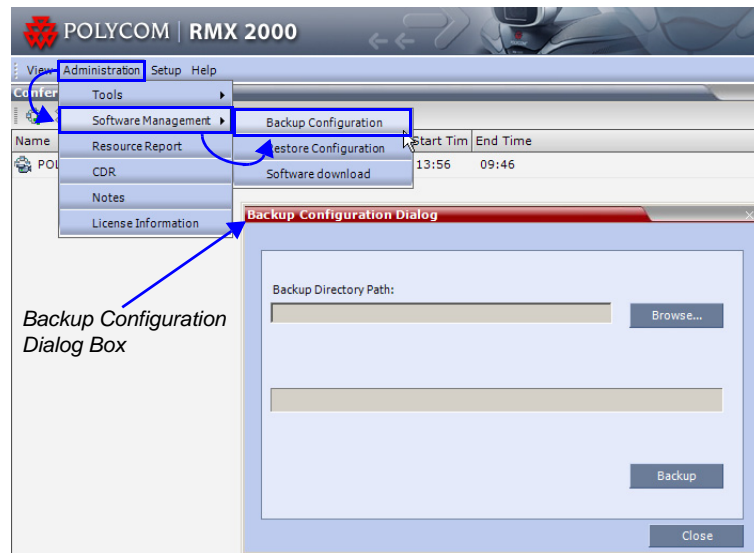 POLYCOM | RMX 2000
View Administration Setup Help
Confer
Tools
Software Management
Resource Report
CDR
Notes
License Information
Backup Configuration
Restore Configuration
Software download
Name Start Tim End Time
POL 13:56 09:46
Backup Configuration Dialog
Backup Directory Path:
Browse...
Backup
Close
Backup Configuration
Dialog Box